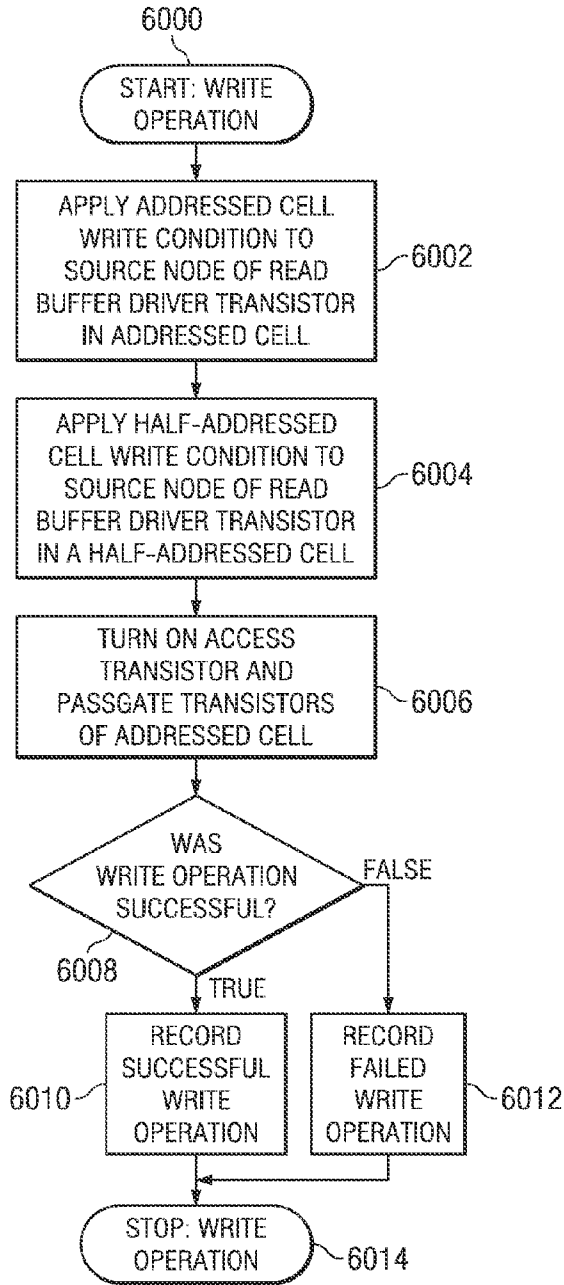 6000
START: WRITE
OPERATION
APPLY ADDRESSED CELL
WRITE CONDITION TO
SOURCE NODE OF READ
BUFFER DRIVER TRANSISTOR
IN ADDRESSED CELL
6002
APPLY HALF-ADDRESSED
CELL WRITE CONDITION TO
SOURCE NODE OF READ
BUFFER DRIVER TRANSISTOR
IN A HALF-ADDRESSED CELL
6004
TURN ON ACCESS
TRANSISTOR AND
PASSGATE TRANSISTORS
OF ADDRESSED CELL
6006
WAS
WRITE OPERATION
SUCCESSFUL?
6008
FALSE
TRUE
RECORD
SUCCESSFUL
WRITE
OPERATION
6010
RECORD
FAILED
WRITE
OPERATION
6012
STOP: WRITE
OPERATION
6014